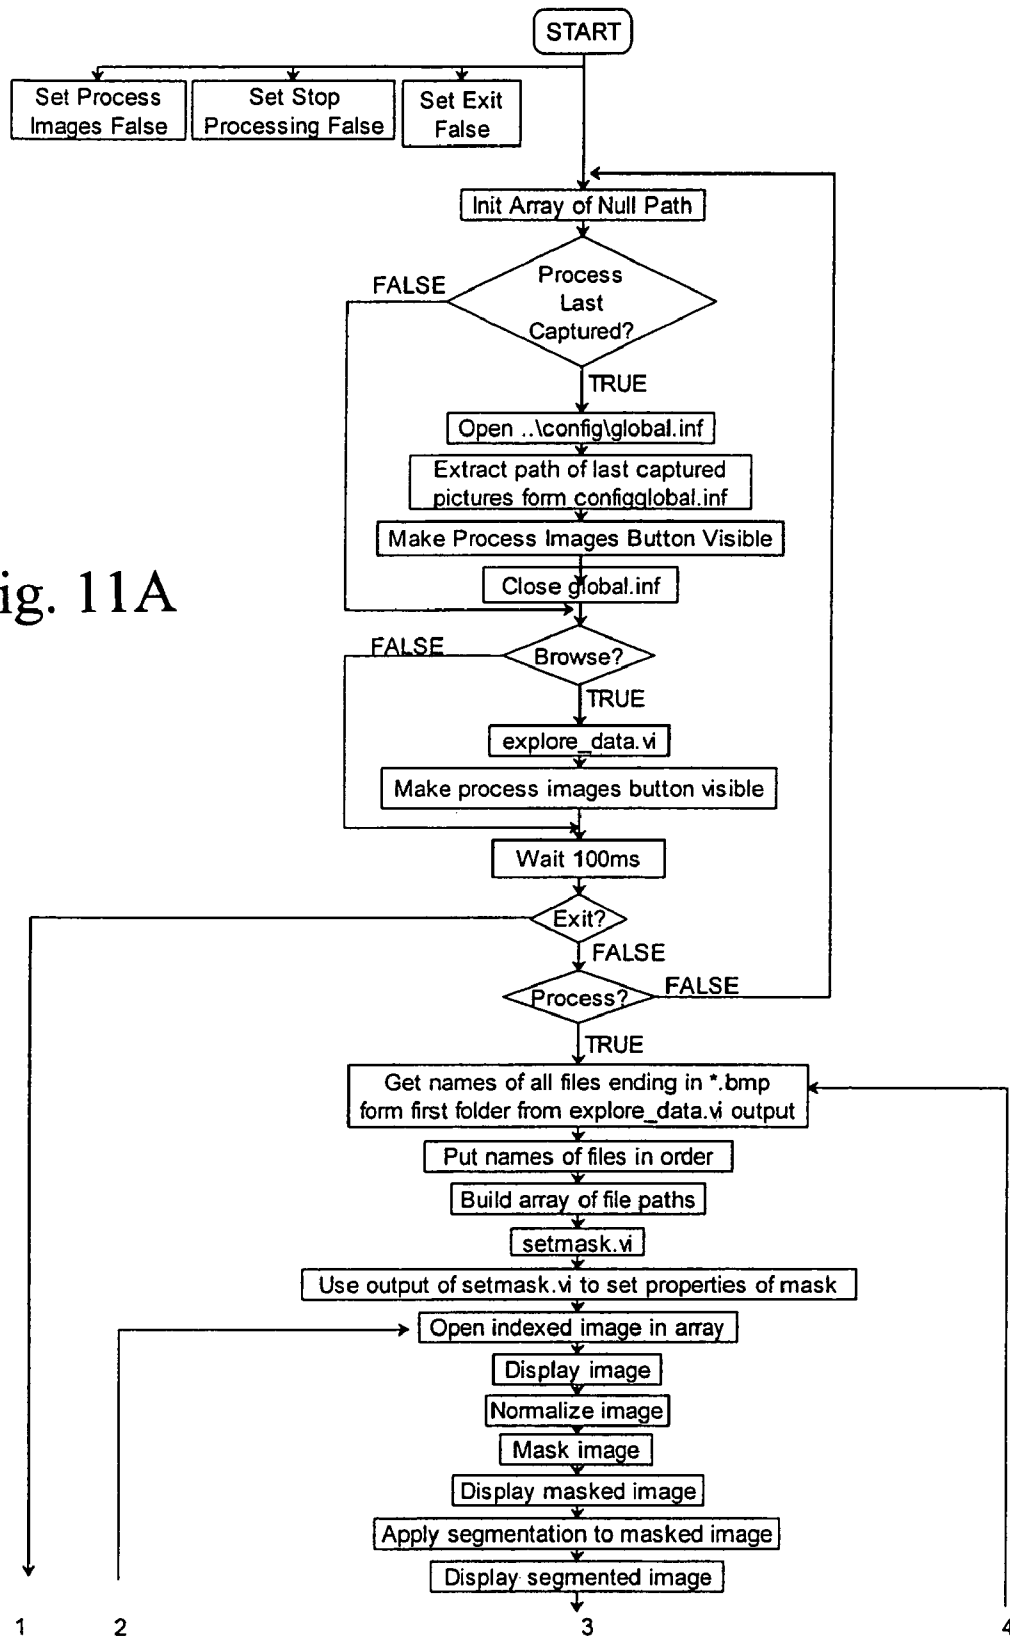 START
Set Process
Images False
Set Stop
Processing False
Set Exit
False
Init Array of Null Path
FALSE
Process
Last
Captured?
TRUE
Open ..\config\global.inf
Extract path of last captured
pictures form configglobal.inf
Make Process Images Button Visible
Close global.inf
ig. 11A
FALSE
Browse?
TRUE
explore_data.vi
Make process images button visible
Wait 100ms
Exit?
FALSE
Process?
FALSE
TRUE
Get names of all files ending in *.bmp
form first folder from explore_data.vi output
Put names of files in order
Build array of file paths
setmask.vi
Use output of setmask.vi to set properties of mask
Open indexed image in array
Display image
Normalize image
Mask image
Display masked image
Apply segmentation to masked image
Display segmented image
1
2
3
4